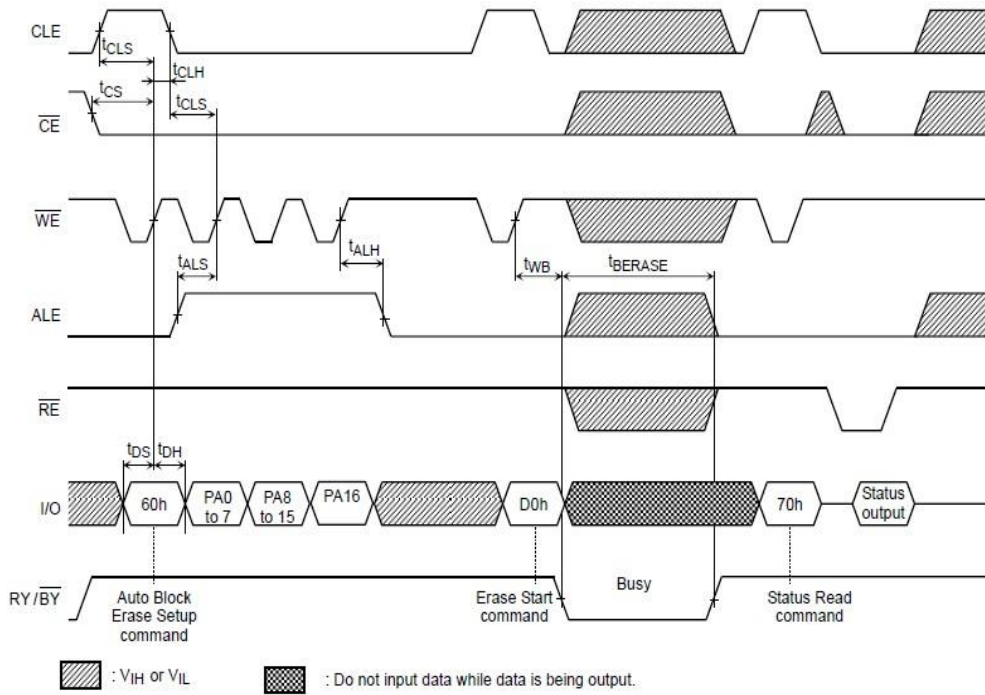 CLE
tCLS
tCLH
tCS
tCLS
CE
WE
tALS
tALH
tWB
tBERASE
ALE
RE
tDS
tDH
I/O
60h
PA0
to 7
PA8
to 15
PA16
D0h
70h
Status
output
RY/BY
Auto Block
Erase Setup
command
Erase Start
command
Busy
Status Read
command
: VIH or VIL
: Do not input data while data is being output.